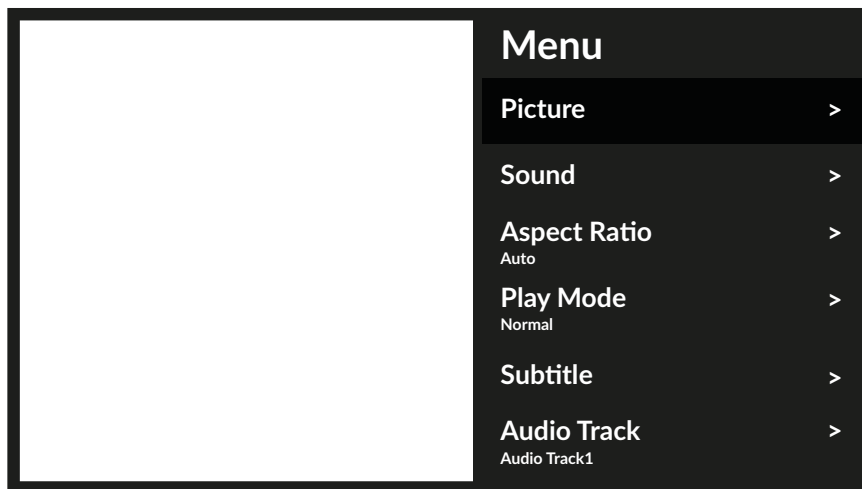 Menu
Picture >
Sound >
Aspect Ratio >
Auto
Play Mode >
Normal
Subtitle >
Audio Track >
Audio Track1